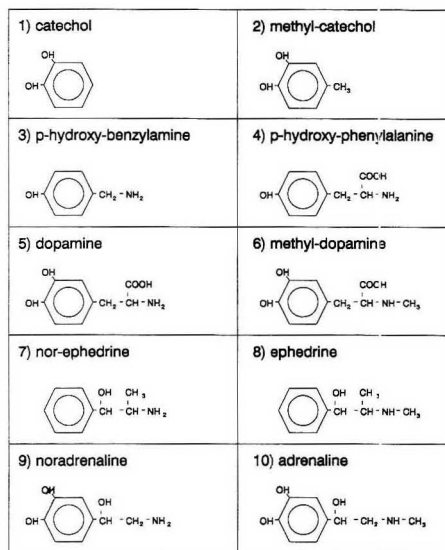 1) catechol
OH
OH
2) methyl-catechol
OH
OH CH3
3) p-hydroxy-benzylamine
OH CH2 - NH2
4) p-hydroxy-phenylalanine
COOH
OH CH2 - CH - NH2
5) dopamine
OH COOH
OH CH2 - CH - NH2
6) methyl-dopamine
OH COOH
OH CH2 - CH - NH - CH3
7) nor-ephedrine
OH CH3
CH - CH - NH2
8) ephedrine
OH CH3
CH - CH - NH - CH3
9) noradrenaline
OH OH
OH CH - CH2 - NH2
10) adrenaline
OH OH
OH CH - CH2 - NH - CH3